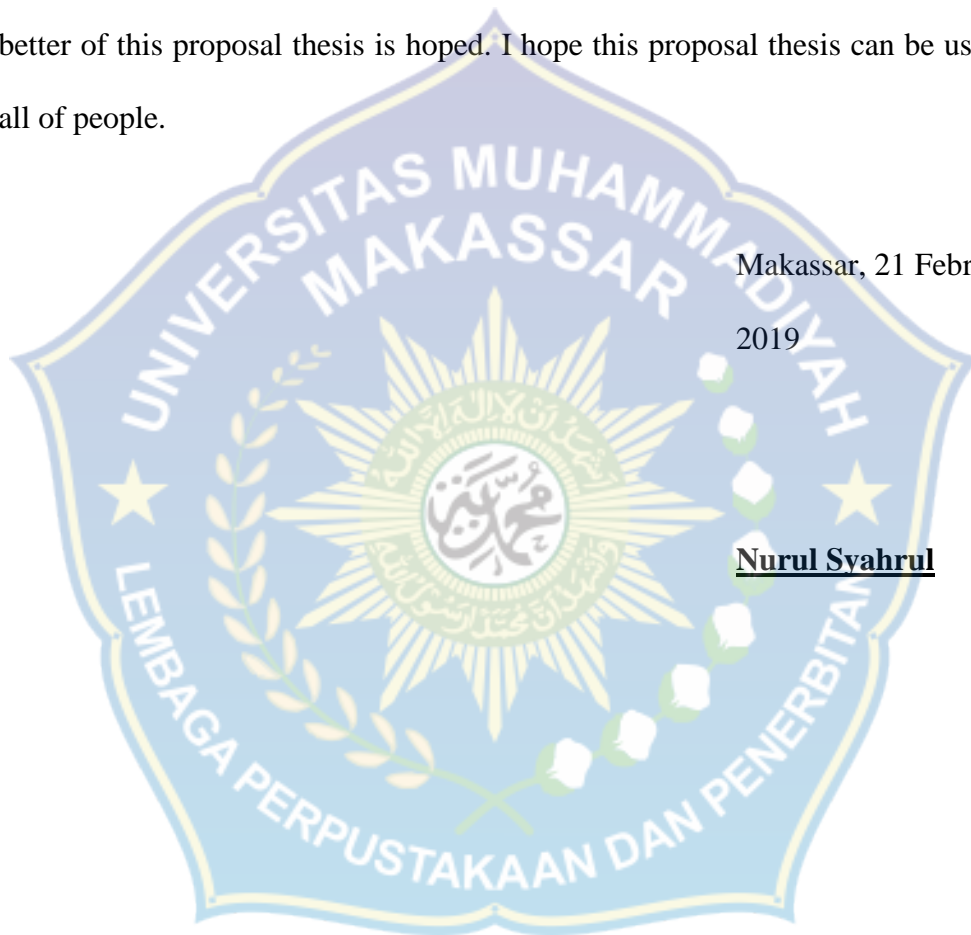 better of this proposal thesis is hoped. I hope this proposal thesis can be us
all of people.
UNIVERSITAS MUHAMMADIYAH
MAKASSAR
Makassar, 21 Febr
2019
Nurul Syahrul
LEMBAGA PERPUSTAKAAN DAN PENERBITAN